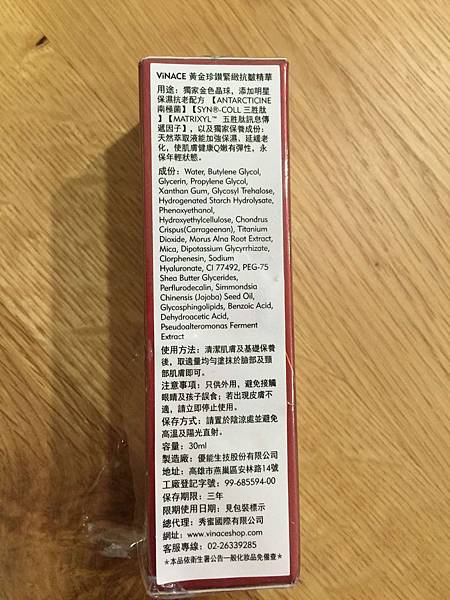 ViNACE 黃金珍鑽緊緻抗皺精華
用途：獨家金色晶球，添加明星
保濕抗老配方 【ANTARCTICINE
南極菌】【SYN®-COLL 三胜肽
】【MATRIXYL™ 五胜肽訊息傳
遞因子】，以及獨家保養成份：
天然萃取液能加強保濕、延緩老
化，使肌膚健康Q嫩有彈性，永
保年輕狀態。
成份：Water, Butylene Glycol,
Glycerin, Propylene Glycol,
Xanthan Gum, Glycosyl Trehalose,
Hydrogenated Starch Hydrolysate,
Phenoxyethanol,
Hydroxyethylcellulose, Chondrus
Crispus(Carrageenan), Titanium
Dioxide, Morus Alna Root Extract,
Mica, Dipotassium Glycyrrhizate,
Clorphenesin, Sodium
Hyaluronate, CI 77492, PEG-75
Shea Butter Glycerides,
Perflurodecalin, Simmondsia
Chinensis (Jojoba) Seed Oil,
Glycosphingolipids, Benzoic Acid,
Dehydroacetic Acid,
Pseudoalteromonas Ferment
Extract
使用方法：清潔肌膚及基礎保養
後，取適量均勻塗抹於臉部及頸
部肌膚即可。
注意事項：只供外用，避免接觸
眼睛及孩子誤食；若出現皮膚不
適，請立即停止使用。
保存方式：請置於陰涼處並避免
高溫及陽光直射。
容量：30ml
製造廠：優能生技股份有限公司
地址：高雄市燕巢區安林路14號
工廠登記字號：99-685594-00
保存期限：三年
限期使用日期：見包裝標示
總代理：秀蜜國際有限公司
網址：www.vinaceshop.com
客服專線：02-26339285
★本品依衛生署公告一般化妝品免備查★